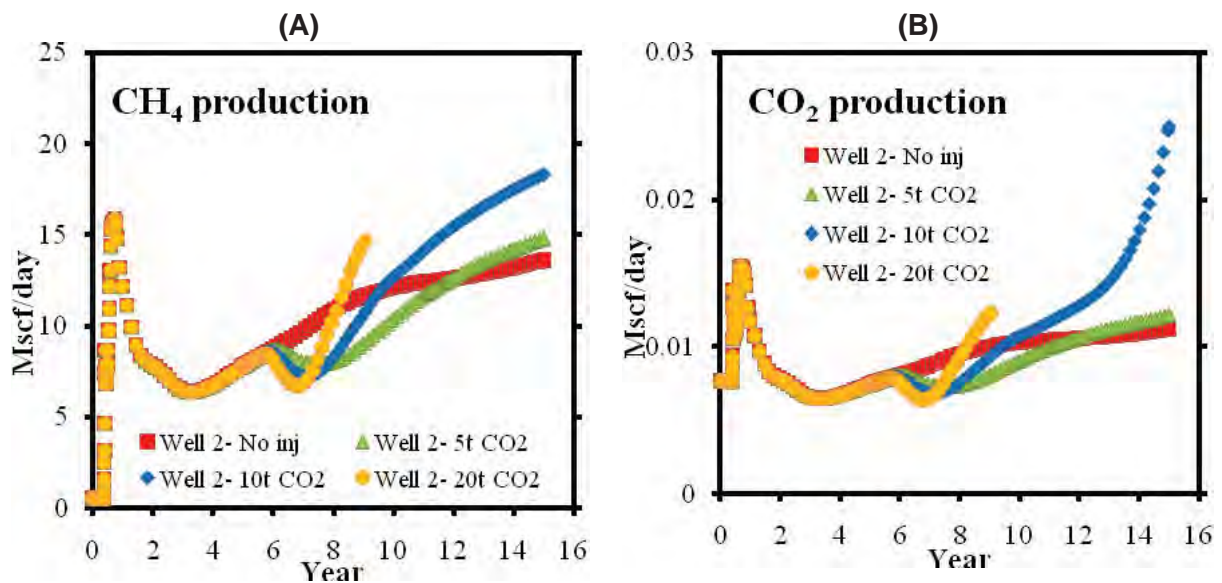 (A)
CH4 production
Mscf/day
25
20
15
10
5
0
Well 2- No inj
Well 2- 5t CO2
Well 2- 10t CO2
Well 2- 20t CO2
0 2 4 6 8 10 12 14 16
Year
(B)
CO2 production
Mscf/day
0.03
0.02
0.01
0
Well 2- No inj
Well 2- 5t CO2
Well 2- 10t CO2
Well 2- 20t CO2
0 2 4 6 8 10 12 14 16
Year